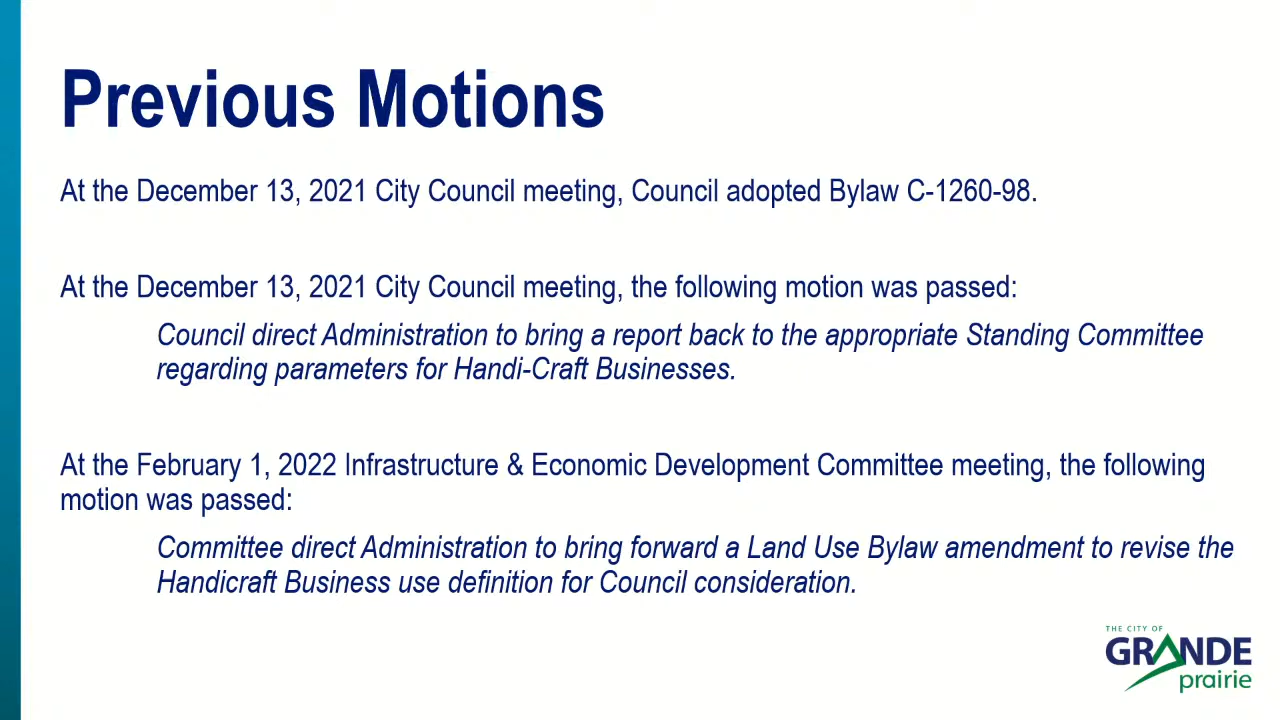 Previous Motions
At the December 13, 2021 City Council meeting, Council adopted Bylaw C-1260-98.
At the December 13, 2021 City Council meeting, the following motion was passed:
Council direct Administration to bring a report back to the appropriate Standing Committee
regarding parameters for Handi-Craft Businesses.
At the February 1, 2022 Infrastructure & Economic Development Committee meeting, the following
motion was passed:
Committee direct Administration to bring forward a Land Use Bylaw amendment to revise the
Handicraft Business use definition for Council consideration.
THE CITY OF
GRANDE
prairie